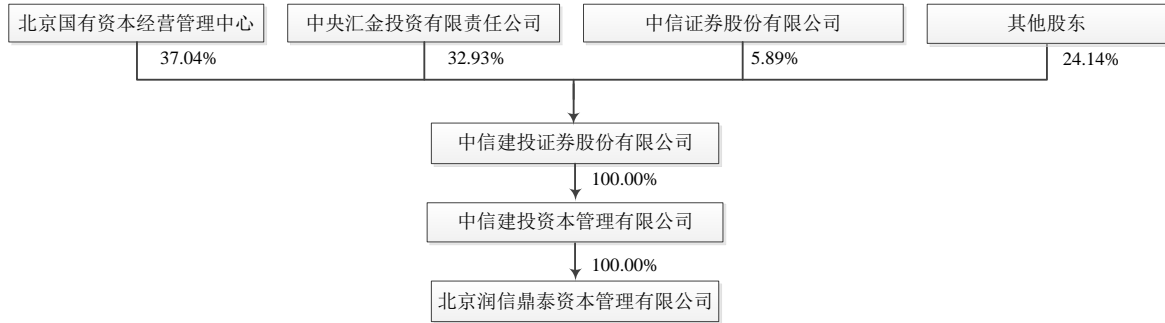 北京国有资本经营管理中心
中央汇金投资有限责任公司
中信证券股份有限公司
其他股东
37.04%
32.93%
5.89%
24.14%
中信建投证券股份有限公司
100.00%
中信建投资本管理有限公司
100.00%
北京润信鼎泰资本管理有限公司